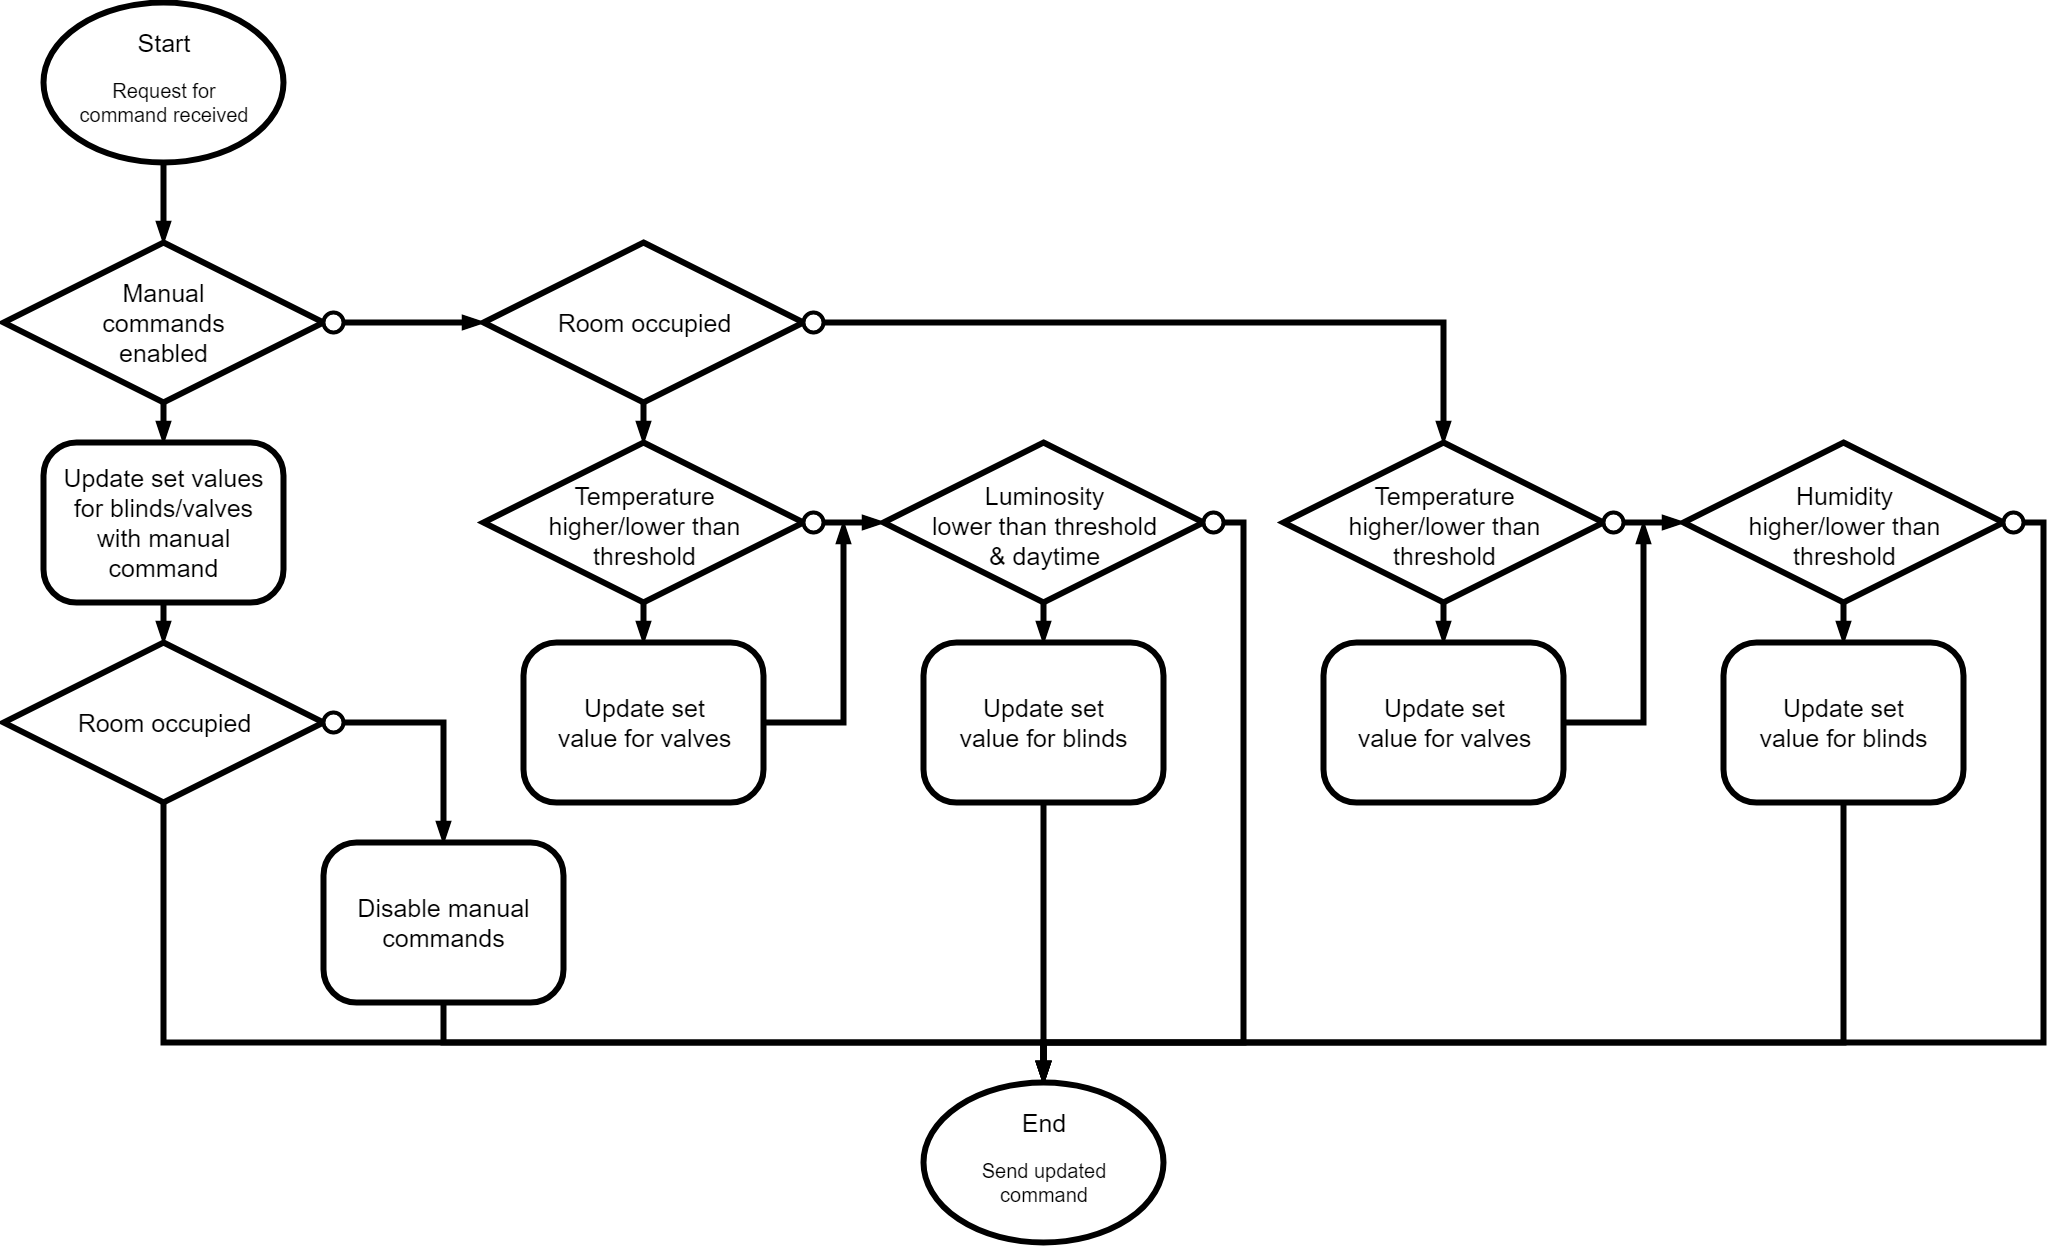 Start
Request for
command received
Manual
commands
enabled
Room occupied
Update set values
for blinds/valves
with manual
command
Temperature
higher/lower than
threshold
Luminosity
lower than threshold
& daytime
Temperature
higher/lower than
threshold
Humidity
higher/lower than
threshold
Room occupied
Update set
value for valves
Update set
value for blinds
Update set
value for valves
Update set
value for blinds
Disable manual
commands
End
Send updated
command